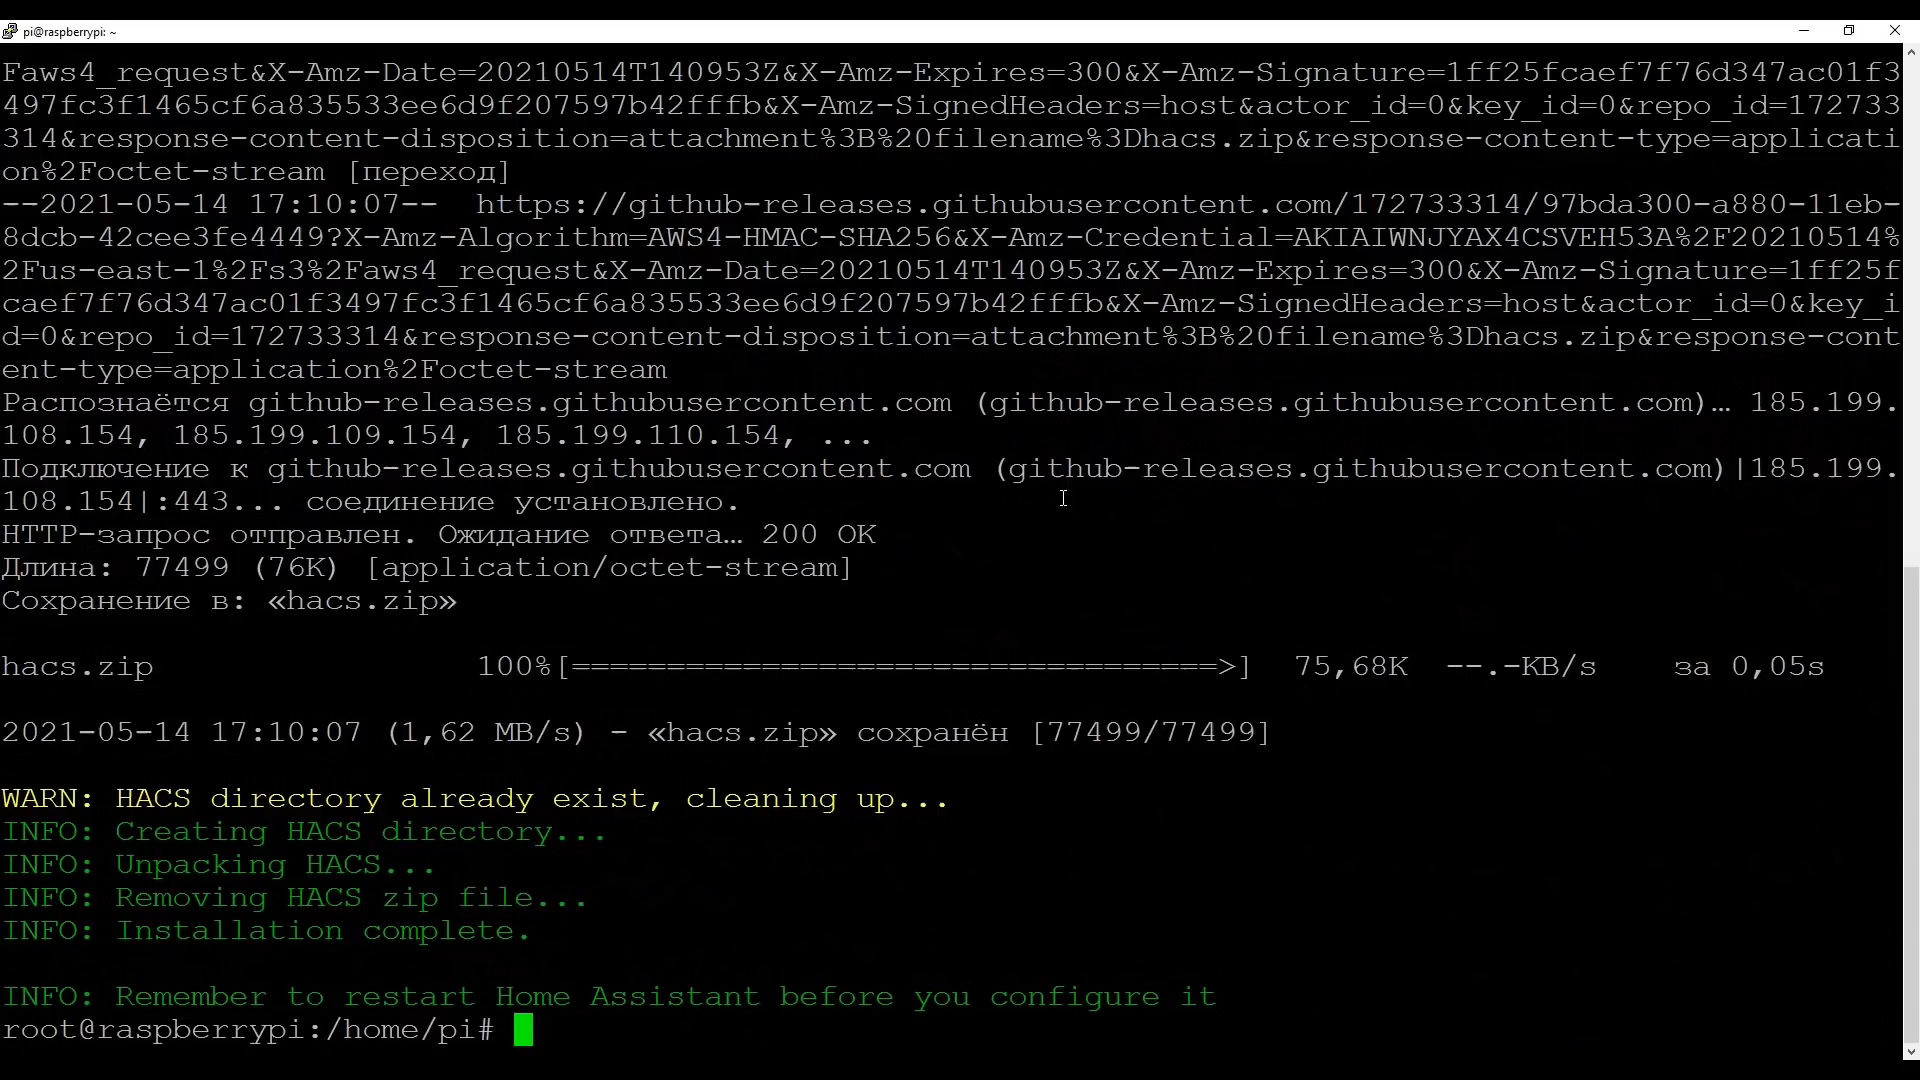 pi@raspberrypi: ~
Faws4_request&X-Amz-Date=20210514T140953Z&X-Amz-Expires=300&X-Amz-Signature=1ff25fcaef7f76d347ac01f3
497fc3f1465cf6a835533ee6d9f207597b42fffb&X-Amz-SignedHeaders=host&actor_id=0&key_id=0&repo_id=172733
314&response-content-disposition=attachment%3B%20filename%3Dhacs.zip&response-content-type=applicati
on%2Foctet-stream [переход]
--2021-05-14 17:10:07--  https://github-releases.githubusercontent.com/172733314/97bda300-a880-11eb-
8dcb-42cee3fe4449?X-Amz-Algorithm=AWS4-HMAC-SHA256&X-Amz-Credential=AKIAIWNJYAX4CSVEH53A%2F20210514%
2Fus-east-1%2Fs3%2Faws4_request&X-Amz-Date=20210514T140953Z&X-Amz-Expires=300&X-Amz-Signature=1ff25f
caef7f76d347ac01f3497fc3f1465cf6a835533ee6d9f207597b42fffb&X-Amz-SignedHeaders=host&actor_id=0&key_i
d=0&repo_id=172733314&response-content-disposition=attachment%3B%20filename%3Dhacs.zip&response-cont
ent-type=application%2Foctet-stream
Распознаётся github-releases.githubusercontent.com (github-releases.githubusercontent.com)… 185.199.
108.154, 185.199.109.154, 185.199.110.154, ...
Подключение к github-releases.githubusercontent.com (github-releases.githubusercontent.com)|185.199.
108.154|:443... соединение установлено.
HTTP-запрос отправлен. Ожидание ответа… 200 OK
Длина: 77499 (76K) [application/octet-stream]
Сохранение в: «hacs.zip»
hacs.zip                 100%[==================================>]  75,68K  --.-KB/s    за 0,05s
2021-05-14 17:10:07 (1,62 MB/s) - «hacs.zip» сохранён [77499/77499]
WARN: HACS directory already exist, cleaning up...
INFO: Creating HACS directory...
INFO: Unpacking HACS...
INFO: Removing HACS zip file...
INFO: Installation complete.
INFO: Remember to restart Home Assistant before you configure it
root@raspberrypi:/home/pi#